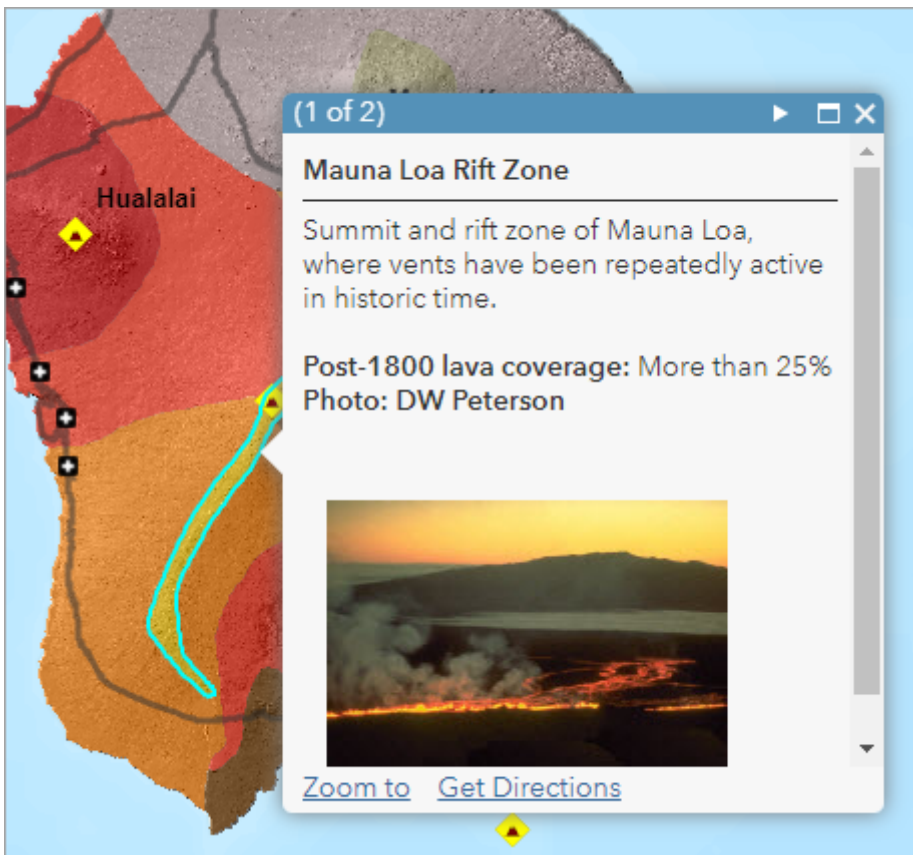 (1 of 2)
Mauna Loa Rift Zone
Hualalai
Summit and rift zone of Mauna Loa,
where vents have been repeatedly active
in historic time.
Post-1800 lava coverage: More than 25%
Photo: DW Peterson
Zoom to Get Directions